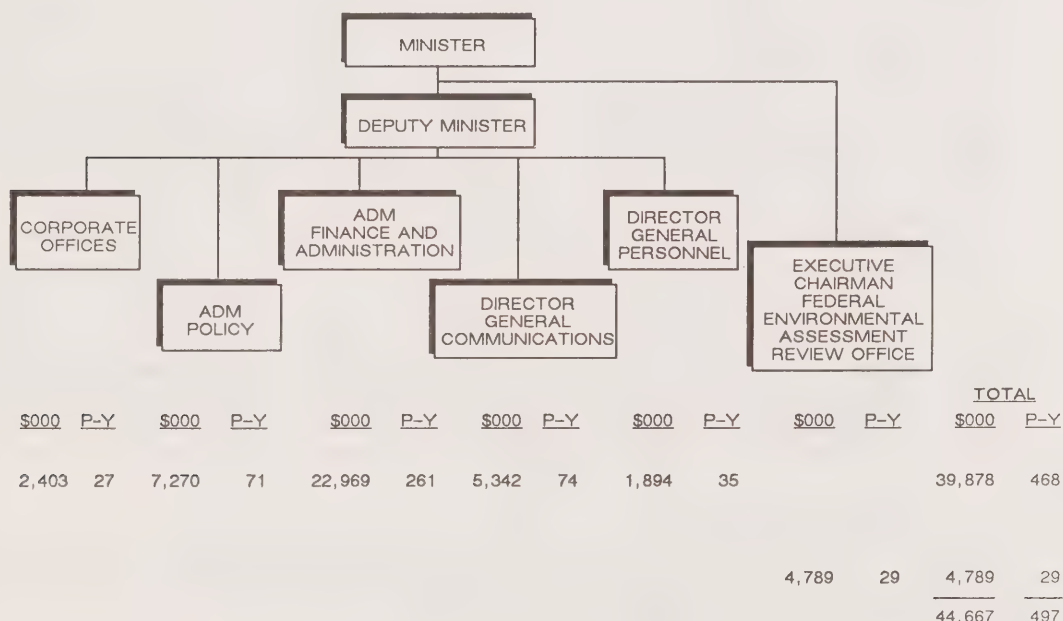 MINISTER
DEPUTY MINISTER
CORPORATE
OFFICES
ADM
POLICY
ADM
FINANCE AND
ADMINISTRATION
DIRECTOR
GENERAL
COMMUNICATIONS
DIRECTOR
GENERAL
PERSONNEL
EXECUTIVE
CHAIRMAN
FEDERAL
ENVIRONMENTAL
ASSESSMENT
REVIEW OFFICE
TOTAL
$000 P-Y $000 P-Y $000 P-Y $000 P-Y $000 P-Y $000 P-Y $000 P-Y
2,403 27 7,270 71 22,969 261 5,342 74 1,894 35 39,878 468
4,789 29 4,789 29
44,667 497